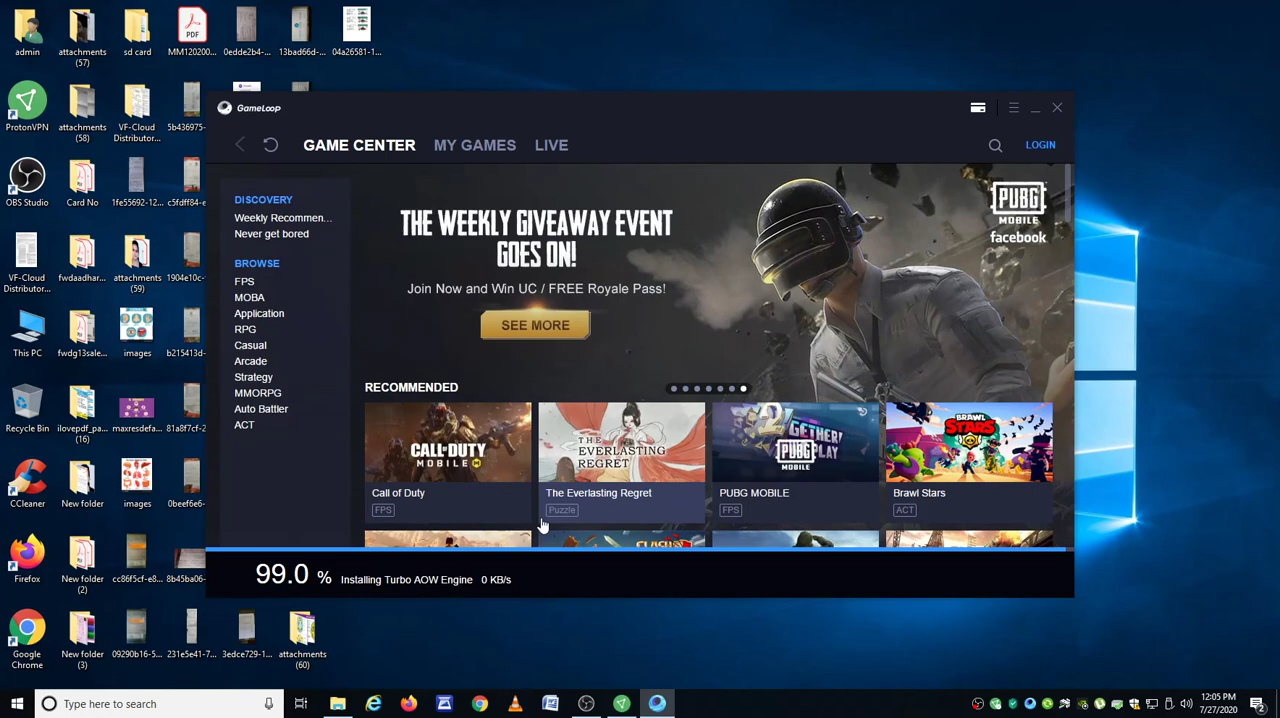 admin
attachments (57)
sd card
MM120200...
0edde2b4-...
13bad66d-...
04a26581-1...
ProtonVPN
attachments (58)
VF-Cloud Distributor...
5b436975-
OBS Studio
Card No
1fe55692-12...
c5fdff84-e
VF-Cloud Distributor...
fwdaadhar...
attachments (59)
1904e10c-
This PC
fwdg13sale...
images
b215413d-
Recycle Bin
ilovepdf_pa... (16)
maxresdefa...
81a8f7cf-2
CCleaner
New folder
images
0beef6e6-
Firefox
New folder (2)
cc86f5cf-e8...
8b45ba06-
Google Chrome
New folder (3)
09290b16-5...
231e5e41-7...
3edce729-1...
attachments (60)
GameLoop
GAME CENTER MY GAMES LIVE
LOGIN
DISCOVERY
Weekly Recommen...
Never get bored
BROWSE
FPS
MOBA
Application
RPG
Casual
Arcade
Strategy
MMORPG
Auto Battler
ACT
THE WEEKLY GIVEAWAY EVENT
GOES ON!
Join Now and Win UC / FREE Royale Pass!
SEE MORE
PUBG
MOBILE
facebook
RECOMMENDED
CALL OF DUTY
MOBILE
THE
EVERLASTING
REGRET
2GETHER!
PLAY
PUBG
MOBILE
BRAWL
STARS
Call of Duty
FPS
The Everlasting Regret
Puzzle
PUBG MOBILE
FPS
Brawl Stars
ACT
99.0 % Installing Turbo AOW Engine 0 KB/s
Type here to search
12:05 PM
7/27/2020
2